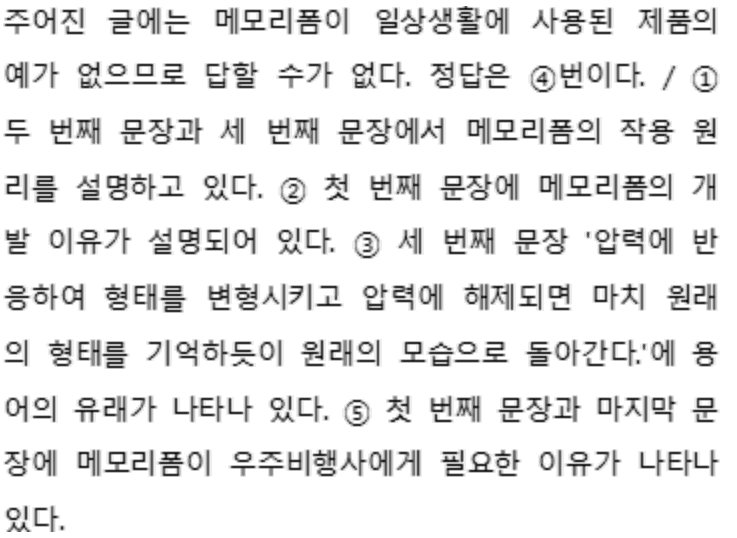 주어진 글에는 메모리폼이 일상생활에 사용된 제품의
예가 없으므로 답할 수가 없다. 정답은 ④번이다. / ①
두 번째 문장과 세 번째 문장에서 메모리폼의 작용 원
리를 설명하고 있다. ② 첫 번째 문장에 메모리폼의 개
발 이유가 설명되어 있다. ③ 세 번째 문장 '압력에 반
응하여 형태를 변형시키고 압력에 해제되면 마치 원래
의 형태를 기억하듯이 원래의 모습으로 돌아간다.'에 용
어의 유래가 나타나 있다. ⑤ 첫 번째 문장과 마지막 문
장에 메모리폼이 우주비행사에게 필요한 이유가 나타나
있다.